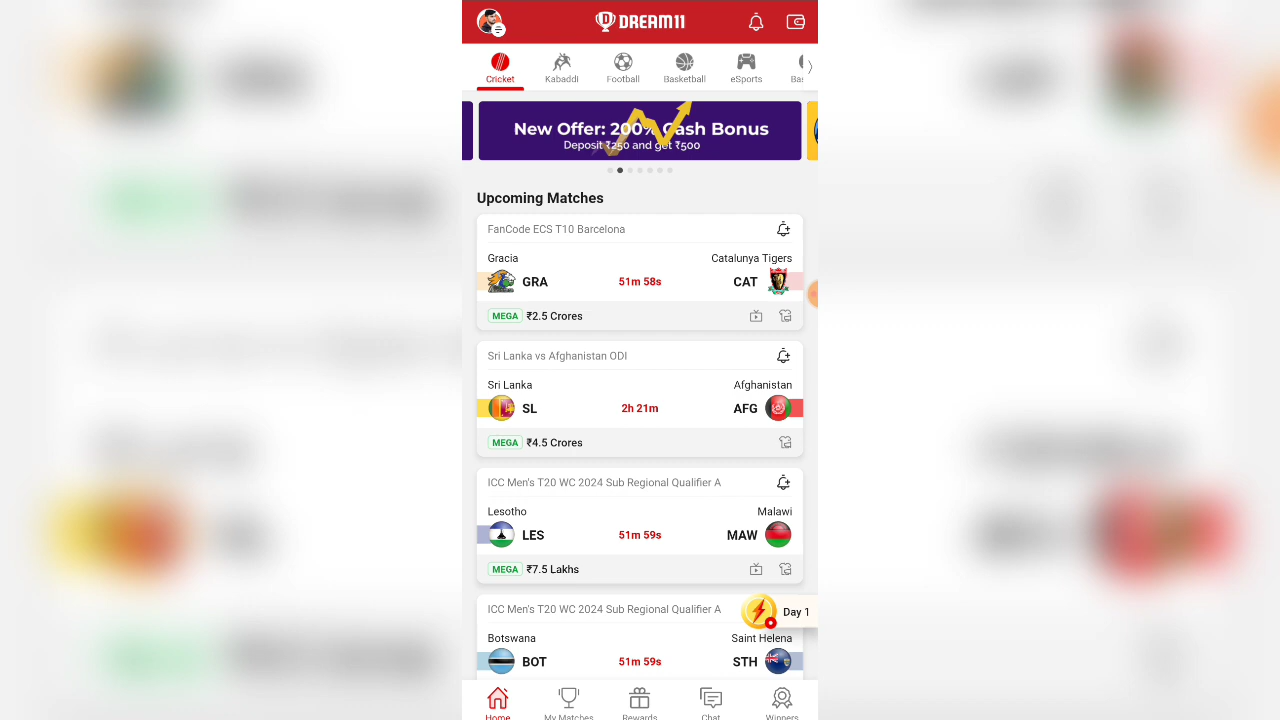 DREAM11
Cricket
Kabaddi
Football
Basketball
eSports
New Offer: 200% Cash Bonus
Deposit ₹250 and get ₹500
Upcoming Matches
FanCode ECS T10 Barcelona
Gracia
Catalunya Tigers
GRA
51m 58s
CAT
MEGA ₹2.5 Crores
Sri Lanka vs Afghanistan ODI
Sri Lanka
Afghanistan
SL
2h 21m
AFG
MEGA ₹4.5 Crores
ICC Men's T20 WC 2024 Sub Regional Qualifier A
Lesotho
Malawi
LES
51m 59s
MAW
MEGA ₹7.5 Lakhs
ICC Men's T20 WC 2024 Sub Regional Qualifier A
Day 1
Botswana
Saint Helena
BOT
51m 59s
STH
Home
My Matches
Rewards
Chat
Winners